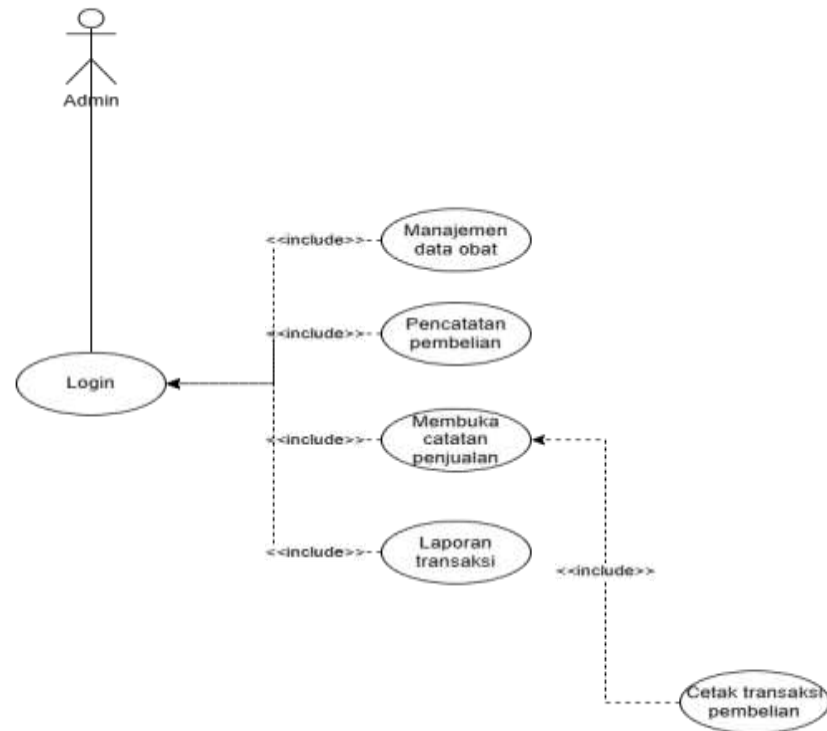 Admin
<<include>>
Manajemen
data obat
<<include>>
Pencatatan
pembelian
Login
<<include>>
Membuka
catatan
penjualan
<<include>>
Laporan
transaksi
<<include>>
Cetak transaksi
pembelian